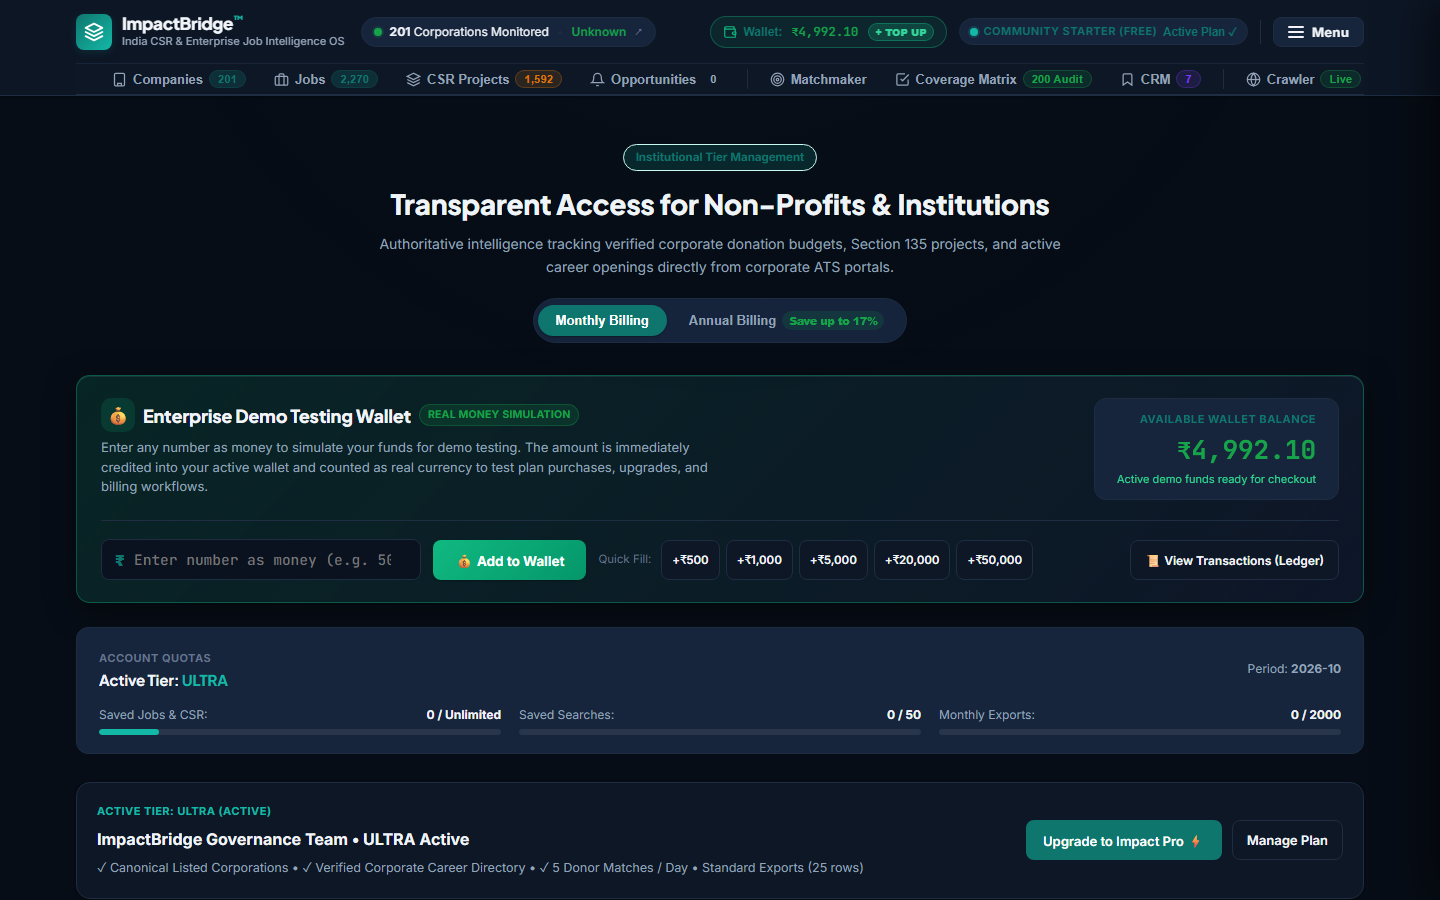 ImpactBridge™
India CSR & Enterprise Job Intelligence OS
201 Corporations Monitored · Unknown ↗
Wallet: ₹4,992.10 + TOP UP
COMMUNITY STARTER (FREE) Active Plan ✓
Menu
Companies 201
Jobs 2,270
CSR Projects 1,592
Opportunities 0
Matchmaker
Coverage Matrix 200 Audit
CRM 7
Crawler Live
Institutional Tier Management
Transparent Access for Non-Profits & Institutions
Authoritative intelligence tracking verified corporate donation budgets, Section 135 projects, and active
career openings directly from corporate ATS portals.
Monthly Billing
Annual Billing Save up to 17%
Enterprise Demo Testing Wallet REAL MONEY SIMULATION
Enter any number as money to simulate your funds for demo testing. The amount is immediately
credited into your active wallet and counted as real currency to test plan purchases, upgrades, and
billing workflows.
AVAILABLE WALLET BALANCE
₹4,992.10
Active demo funds ready for checkout
₹ Enter number as money (e.g. 50
Add to Wallet
Quick Fill:
+₹500
+₹1,000
+₹5,000
+₹20,000
+₹50,000
View Transactions (Ledger)
ACCOUNT QUOTAS
Active Tier: ULTRA
Period: 2026-10
Saved Jobs & CSR: 0 / Unlimited
Saved Searches: 0 / 50
Monthly Exports: 0 / 2000
ACTIVE TIER: ULTRA (ACTIVE)
ImpactBridge Governance Team • ULTRA Active
✓ Canonical Listed Corporations • ✓ Verified Corporate Career Directory • ✓ 5 Donor Matches / Day • Standard Exports (25 rows)
Upgrade to Impact Pro
Manage Plan